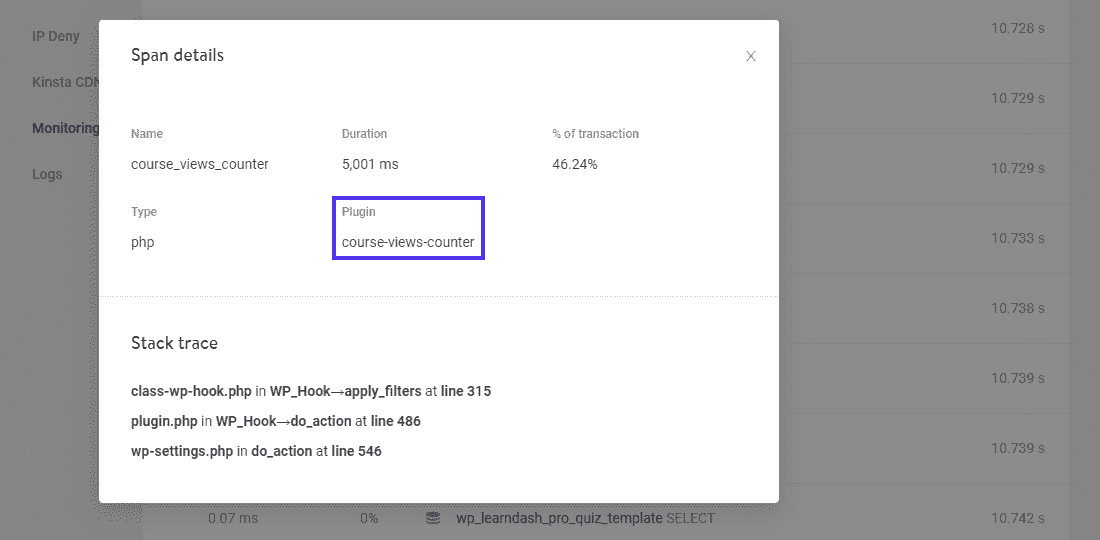 10.728 s
IP Deny
Span details
X
Kinsta CDN
10.729 s
Monitoring
Name Duration % of transaction
course_views_counter 5,001 ms 46.24%
10.729 s
Logs
Type Plugin
php course-views-counter
10.733 s
10.738 s
Stack trace
10.739 s
class-wp-hook.php in WP_Hook→apply_filters at line 315
plugin.php in WP_Hook→do_action at line 486
wp-settings.php in do_action at line 546
10.739 s
0.07 ms 0% wp_learndash_pro_quiz_template SELECT 10.742 s